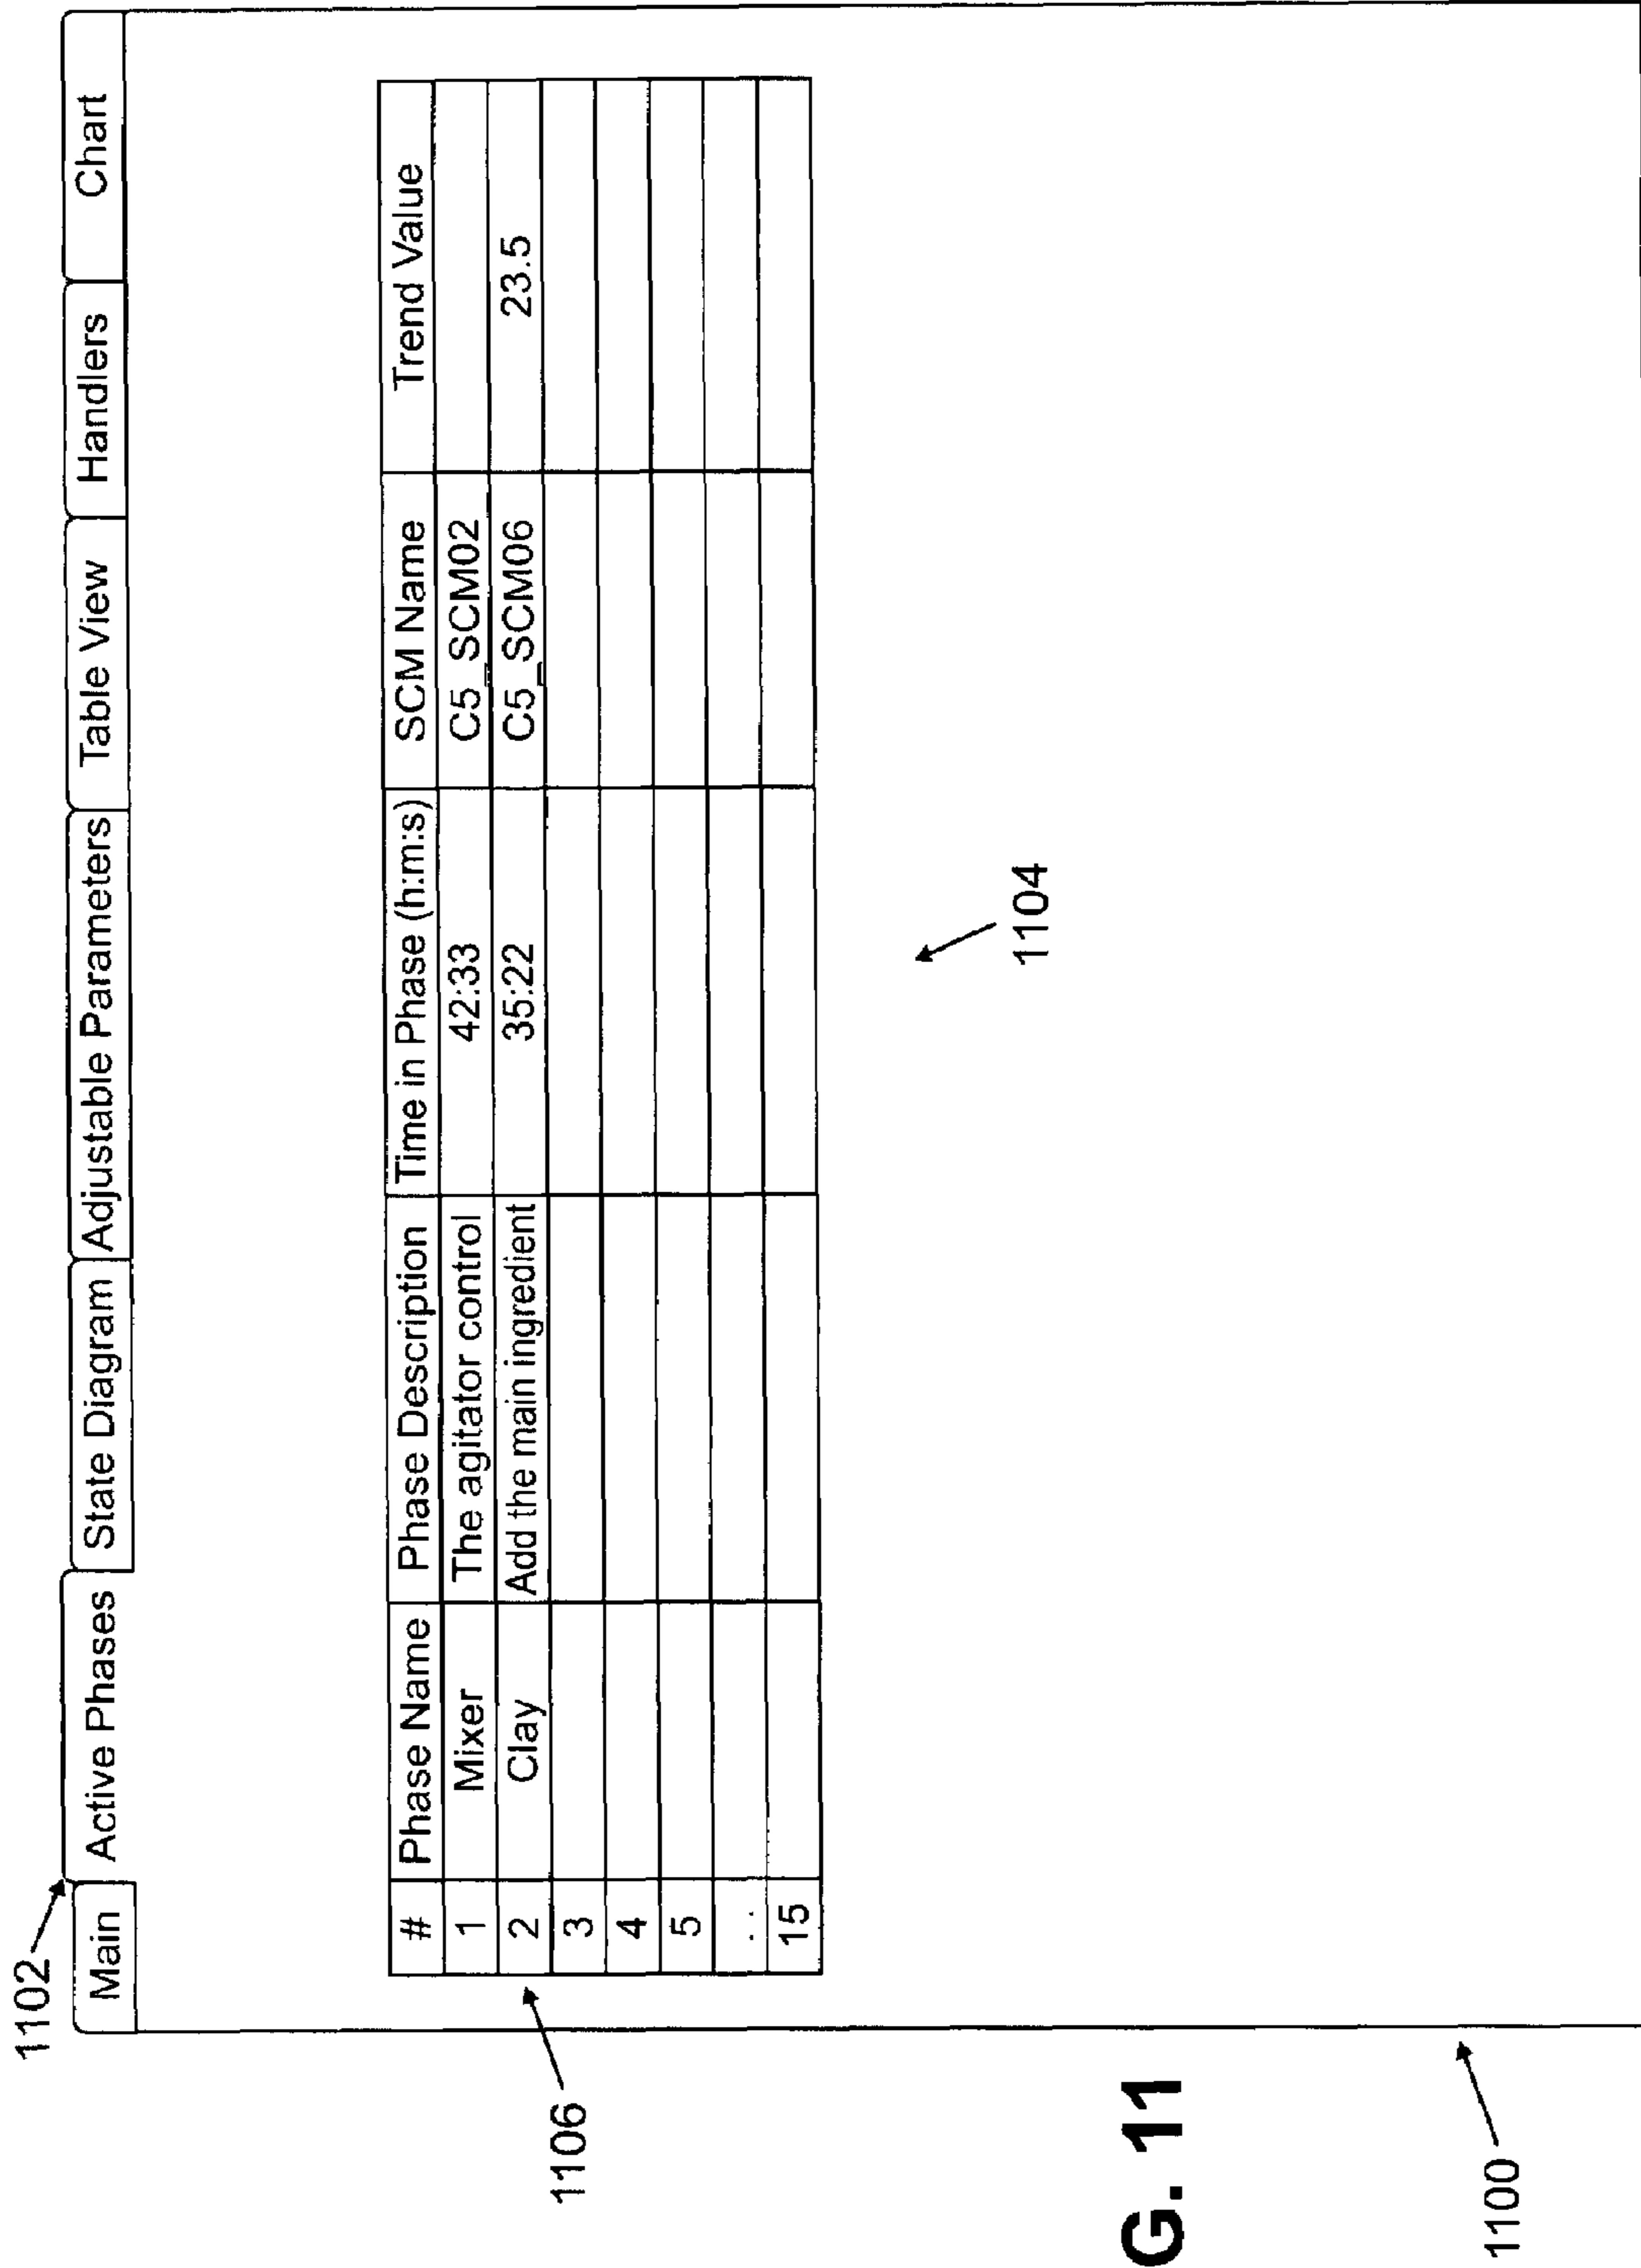 1102
Main Active Phases State Diagram Adjustable Parameters Table View Handlers Chart
# Phase Name Phase Description Time in Phase (h:m:s) SCM Name Trend Value
1 Mixer The agitator control 42:33 C5_SCM02
2 Clay Add the main ingredient 35:22 C5_SCM06 23.5
3
4
5
..
15
1106
1104
G. 11
1100